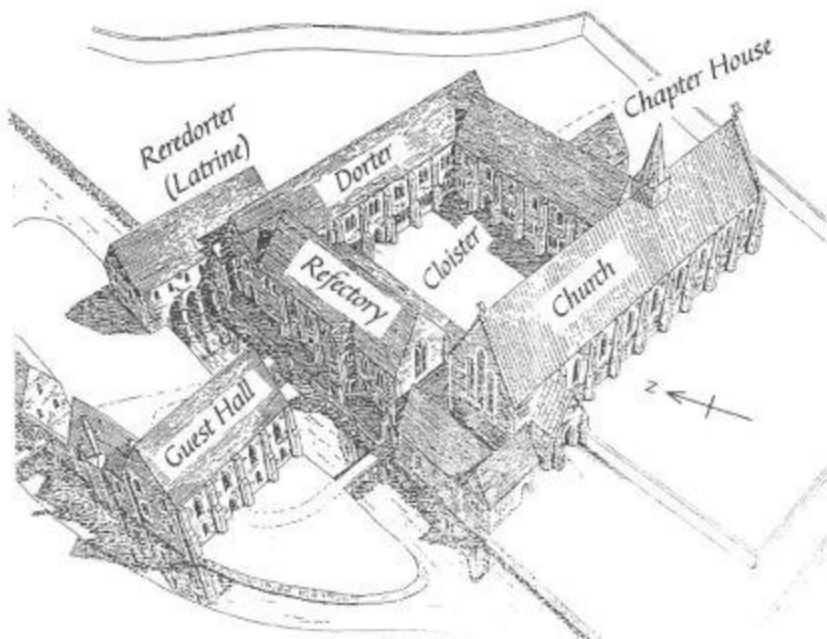 Chapter House
Reredorter
(Latrine)
Dorter
Cloister
Refectory
Church
Guest Hall
N